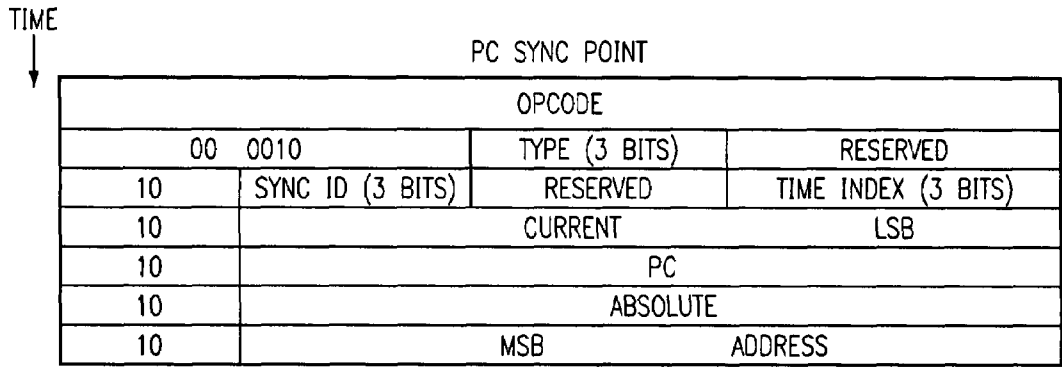 TIME
PC SYNC POINT
OPCODE
00 0010 TYPE (3 BITS) RESERVED
10 SYNC ID (3 BITS) RESERVED TIME INDEX (3 BITS)
10 CURRENT LSB
10 PC
10 ABSOLUTE
10 MSB ADDRESS